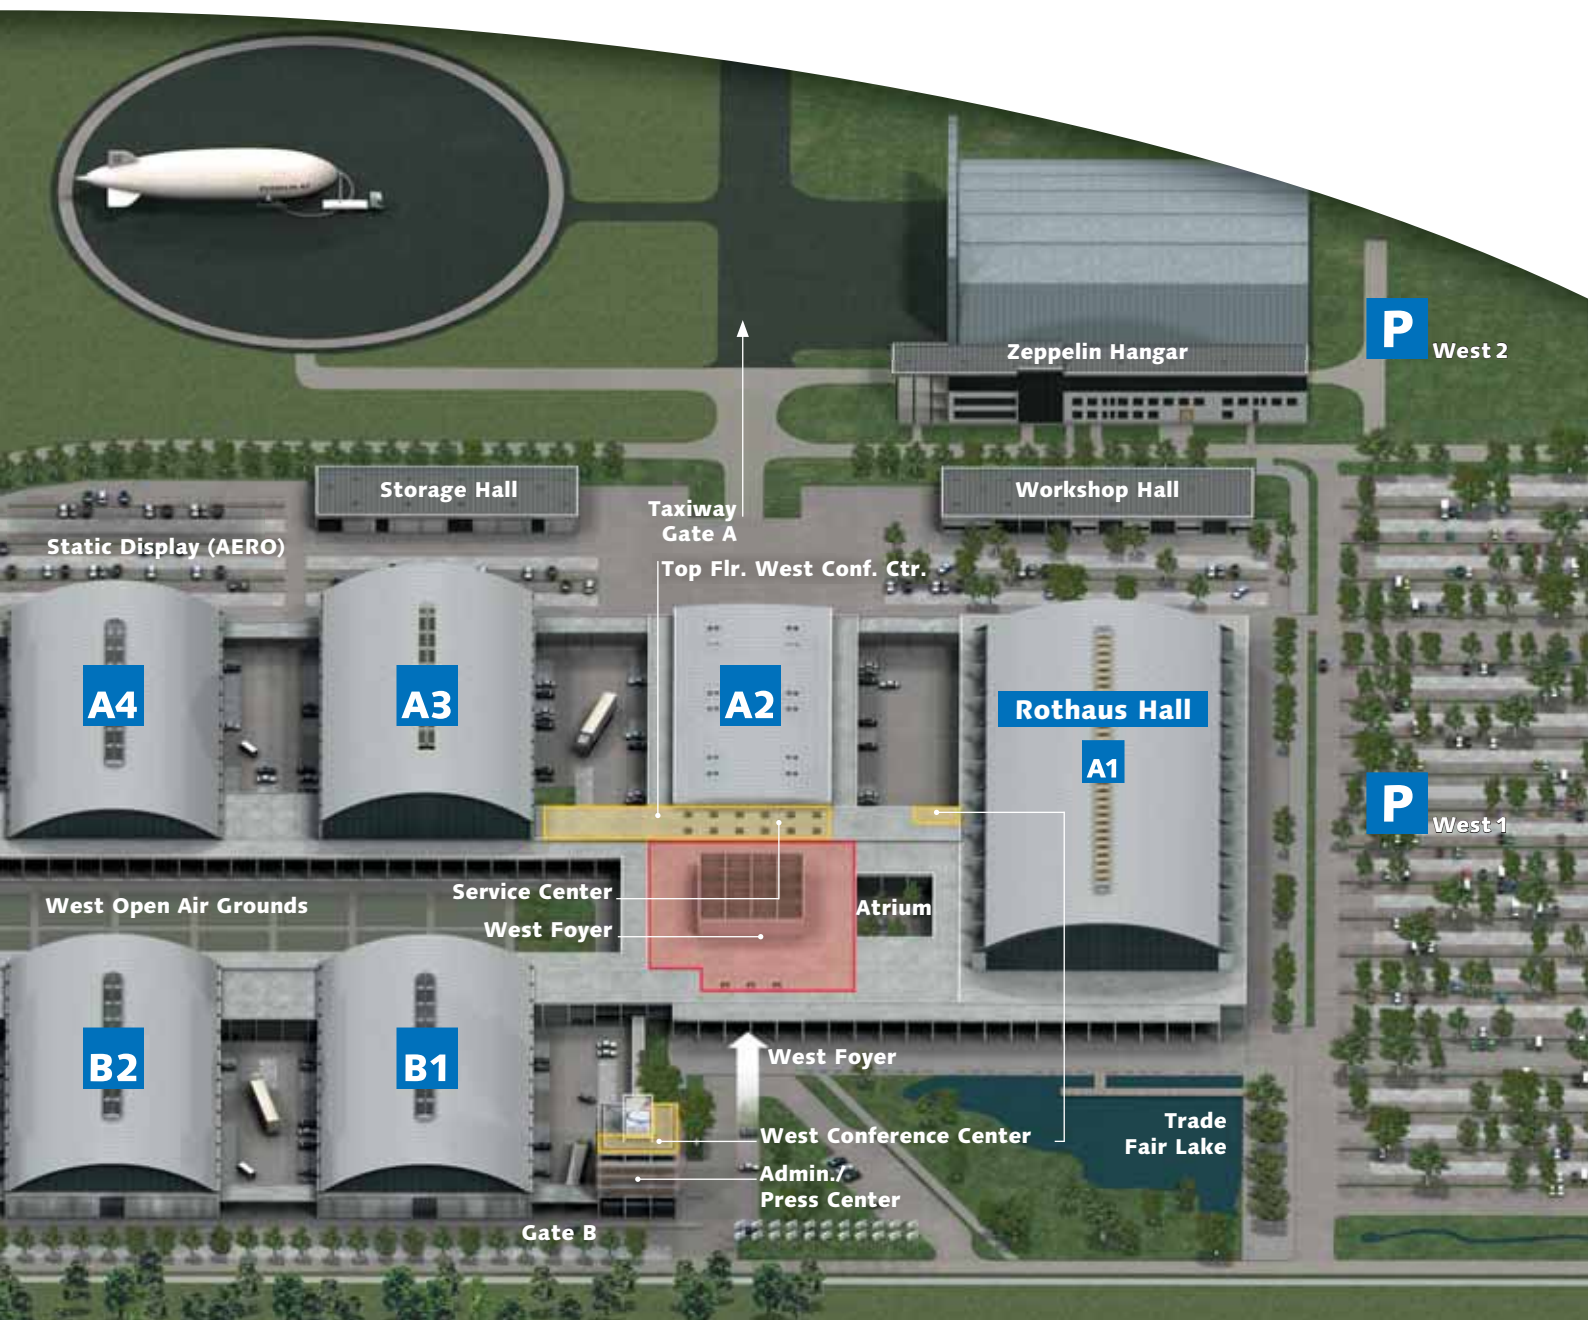 Zeppelin Hangar
P
West 2
Storage Hall
Workshop Hall
Taxiway
Gate A
Static Display (AERO)
Top Flr. West Conf. Ctr.
A4
A3
A2
Rothaus Hall
A1
P
West 1
Service Center
West Open Air Grounds
Atrium
West Foyer
B2
B1
West Foyer
West Conference Center
Trade
Fair Lake
Admin./
Press Center
Gate B